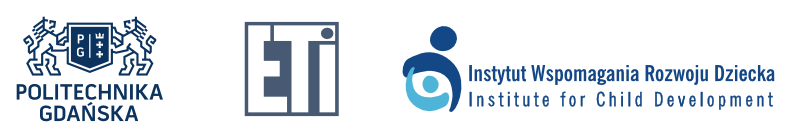 P G
POLITECHNIKA
GDAŃSKA
ETi
Instytut Wspomagania Rozwoju Dziecka
Institute for Child Development